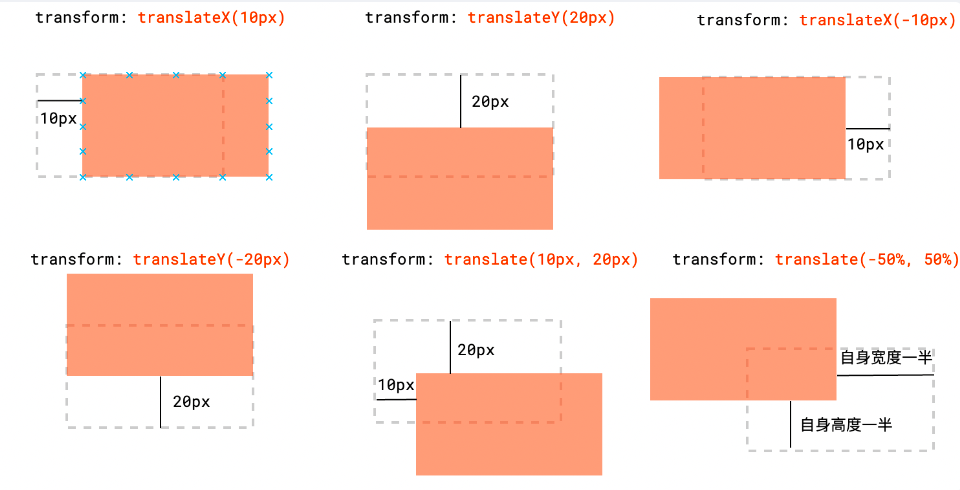 transform: translateX(10px)
transform: translateY(20px)
transform: translateX(-10px)
10px
20px
10px
transform: translateY(-20px)
transform: translate(10px, 20px)
transform: translate(-50%, 50%)
20px
20px
10px
自身宽度一半
自身高度一半